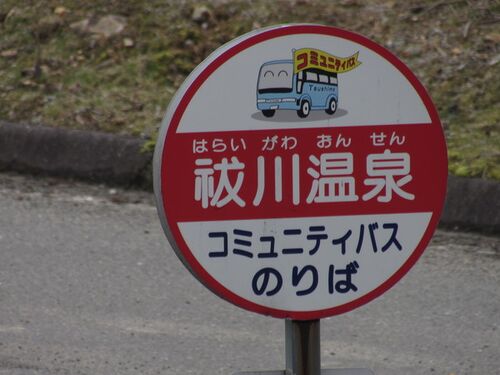 コミュニティバス
Tsushima
はらい がわ おん せん
祓川温泉
コミュニティバス
のりば